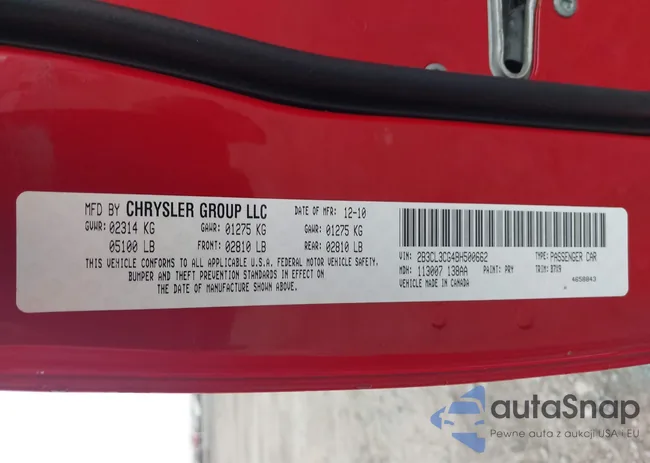 MFD BY CHRYSLER GROUP LLC
DATE OF MFR: 12-10
GVWR: 02314 KG
GAWR: 01275 KG
GAWR: 01275 KG
05100 LB
FRONT: 02810 LB
REAR: 02810 LB
THIS VEHICLE CONFORMS TO ALL APPLICABLE U.S.A. FEDERAL MOTOR VEHICLE SAFETY,
BUMPER AND THEFT PREVENTION STANDARDS IN EFFECT ON
THE DATE OF MANUFACTURE SHOWN ABOVE.
VIN: 2B3CL3CG4BH500662
TYPE: PASSENGER CAR
MDH: 113007 138AA
PAINT: PRY
TRIM: B7X9
VEHICLE MADE IN CANADA
4658843
autaSnap
Pewne auta z aukcji USA i EU